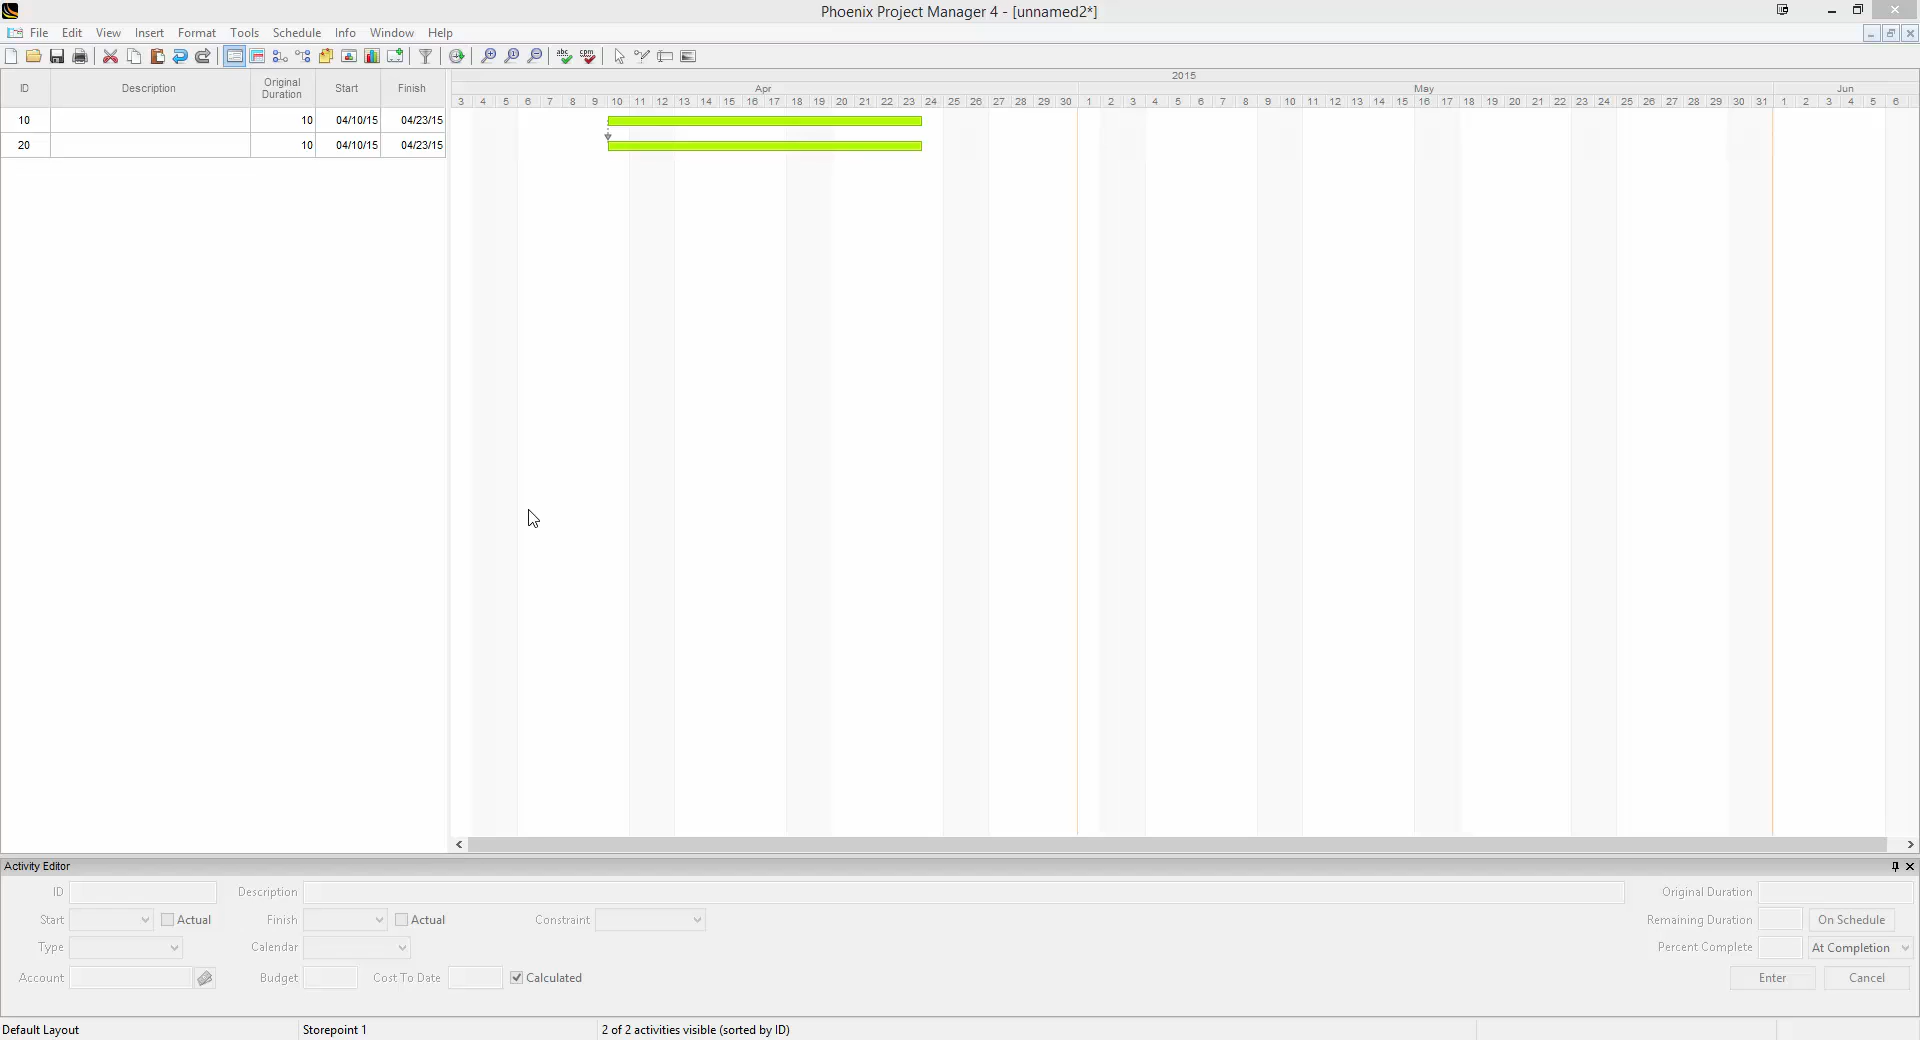 Phoenix Project Manager 4 - [unnamed2*]
File Edit View Insert Format Tools Schedule Info Window Help
2015
ID Description Original Duration Start Finish
Apr May Jun
3 4 5 6 7 8 9 10 11 12 13 14 15 16 17 18 19 20 21 22 23 24 25 26 27 28 29 30 1 2 3 4 5 6 7 8 9 10 11 12 13 14 15 16 17 18 19 20 21 22 23 24 25 26 27 28 29 30 31 1 2 3 4 5 6
10 10 04/10/15 04/23/15
20 10 04/10/15 04/23/15
Activity Editor
ID Description Original Duration
Start Actual Finish Actual Constraint Remaining Duration On Schedule
Type Calendar Percent Complete At Completion
Account Budget Cost To Date Calculated Enter Cancel
Default Layout Storepoint 1 2 of 2 activities visible (sorted by ID)